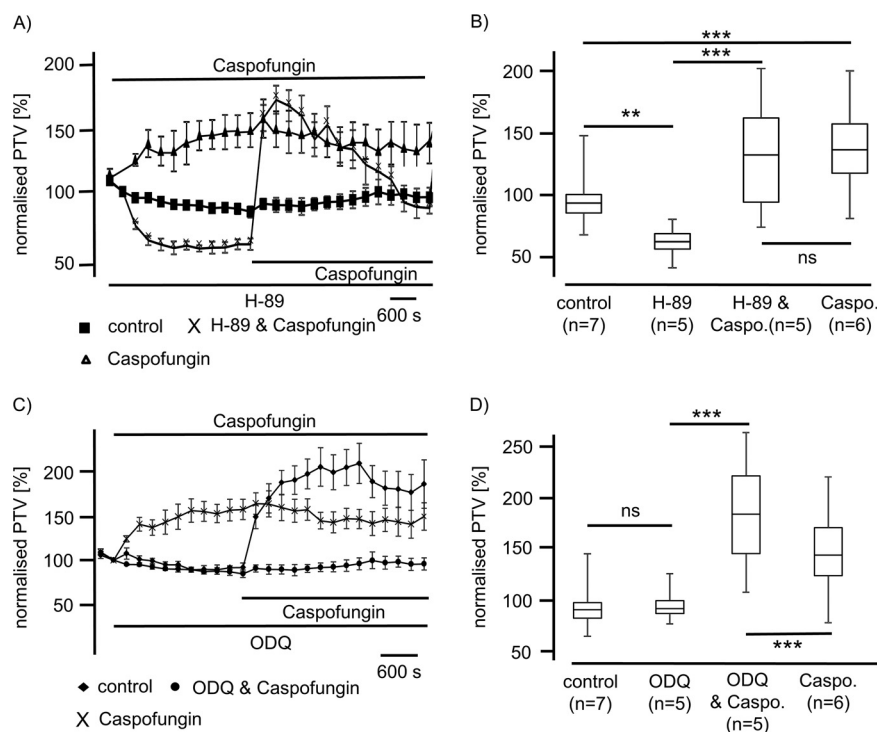 A)
Caspofungin
normalised PTV [%]
200
150
100
50
Caspofungin
H-89
600 s
control
H-89 & Caspofungin
Caspofungin
B)
***
***
**
normalised PTV [%]
200
150
100
50
ns
control
(n=7)
H-89
(n=5)
H-89 &
Caspo.(n=5)
Caspo.
(n=6)
C)
Caspofungin
normalised PTV [%]
200
150
100
50
Caspofungin
ODQ
600 s
control
ODQ & Caspofungin
Caspofungin
D)
***
ns
normalised PTV [%]
250
200
150
100
50
***
control
(n=7)
ODQ
(n=5)
ODQ
& Caspo.
(n=5)
Caspo.
(n=6)